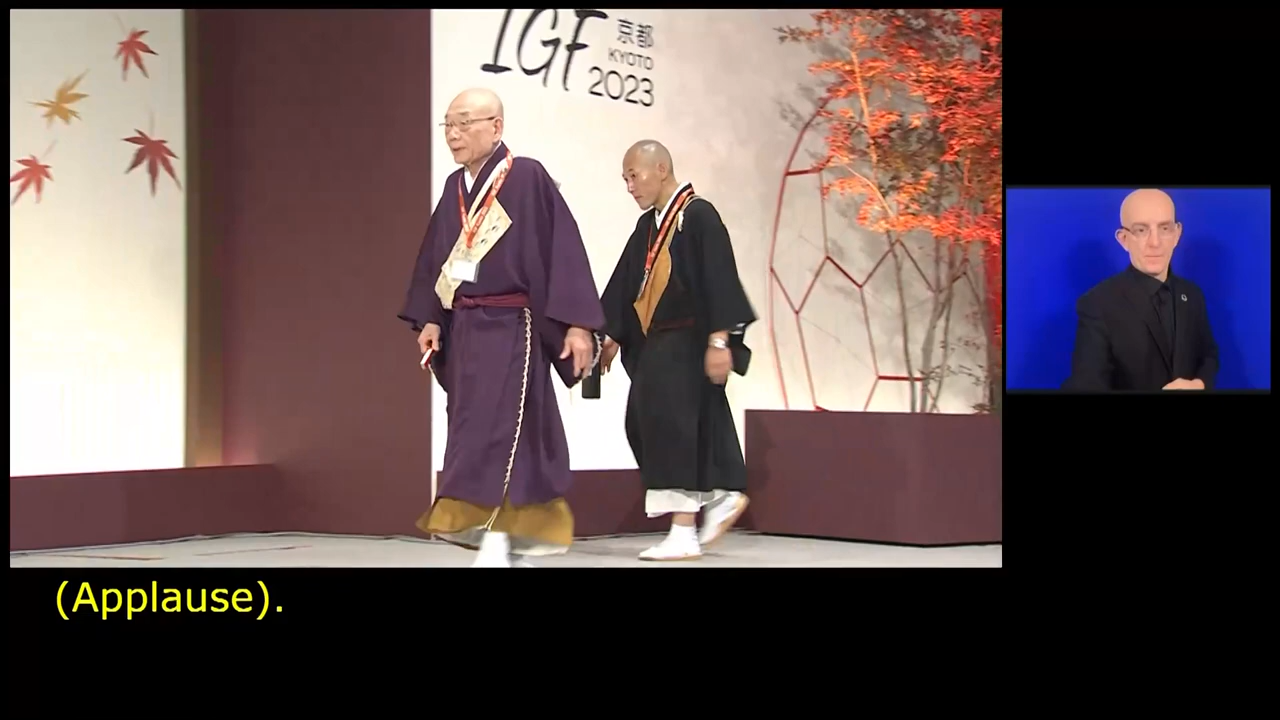 IGF 京都
KYOTO
2023
(Applause).